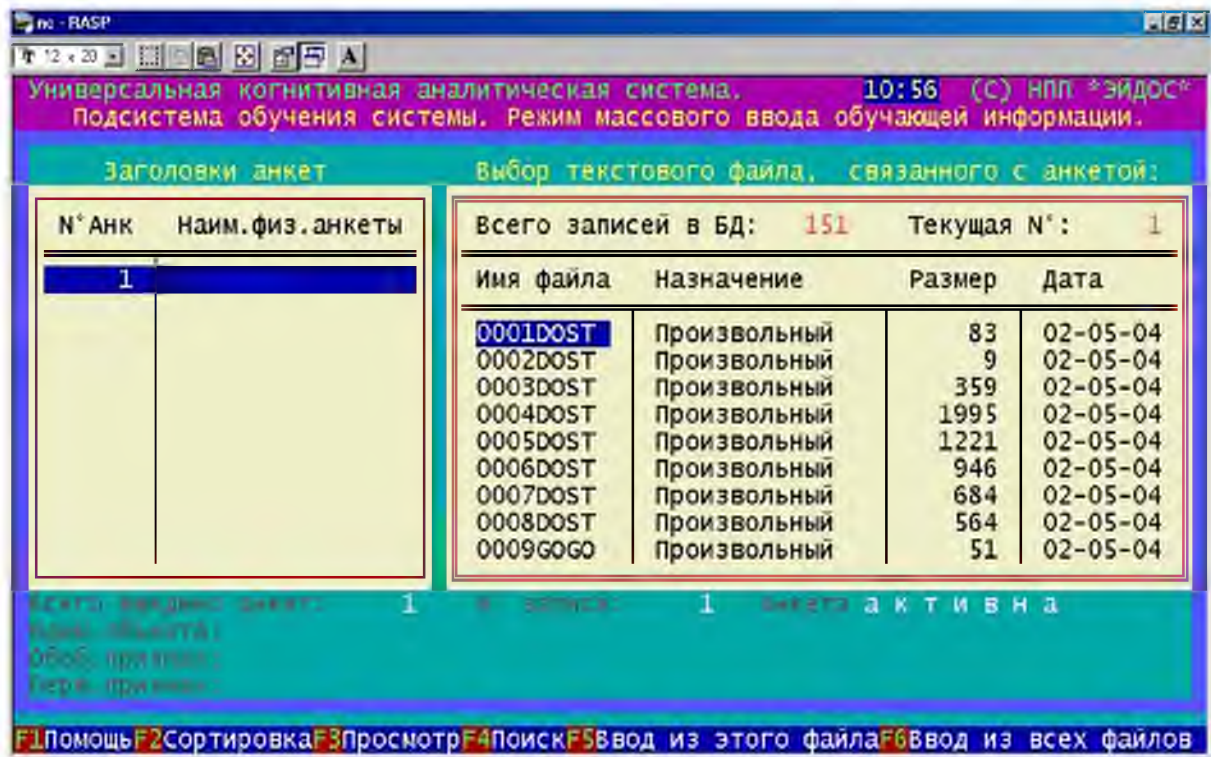 nc - RASP
12 x 20
A
Универсальная когнитивная аналитическая система. 10:56 (C) НПП *ЭЙДОС*
Подсистема обучения системы. Режим массового ввода обучающей информации.
Заголовки анкет Выбор текстового файла, связанного с анкетой:
N°Анк Наим.физ.анкеты Всего записей в БД: 151 Текущая N°: 1
Имя файла Назначение Размер Дата
1
0001DOST Произвольный 83 02-05-04
0002DOST Произвольный 9 02-05-04
0003DOST Произвольный 359 02-05-04
0004DOST Произвольный 1995 02-05-04
0005DOST Произвольный 1221 02-05-04
0006DOST Произвольный 946 02-05-04
0007DOST Произвольный 684 02-05-04
0008DOST Произвольный 564 02-05-04
0009GOGO Произвольный 51 02-05-04
анкет: 1 1 анкета активна
F1Помощь F2Сортировка F3Просмотр F4Поиск F5Ввод из этого файла F6Ввод из всех файлов